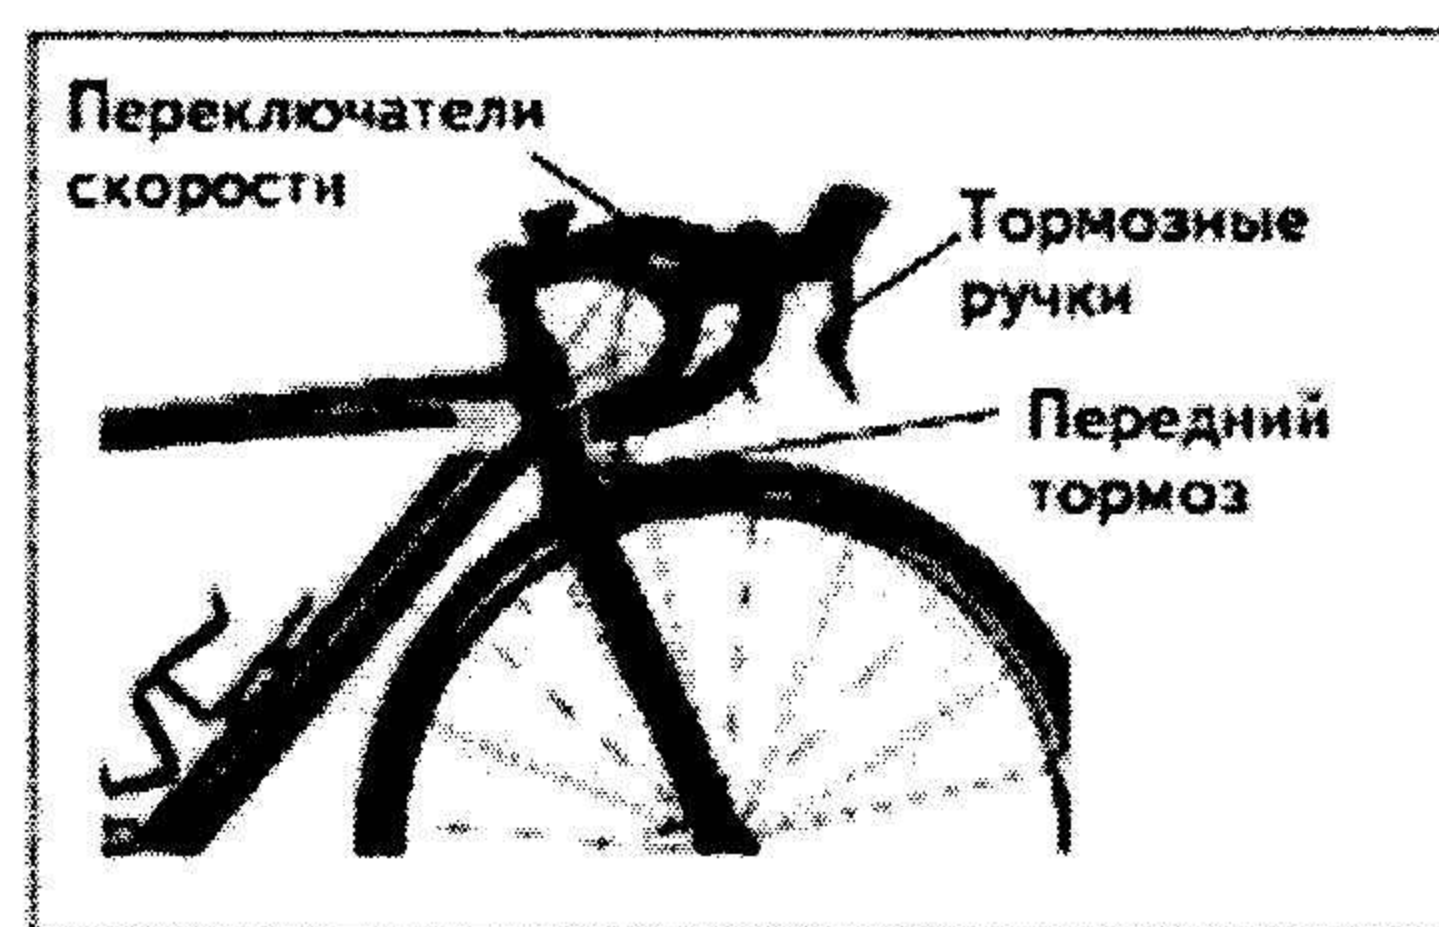 Переключатели
скорости
Тормозные
ручки
Передний
тормоз